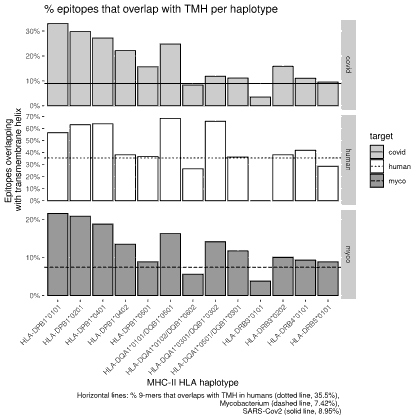 % epitopes that overlap with TMH per haplotype
Epitopes overlapping
with transmembrane helix
30%
20%
10%
0%
covid
70%
60%
50%
40%
30%
20%
10%
0%
human
20%
10%
0%
myco
target
covid
human
myco
HLA-DPB1*0101
HLA-DPB1*0201
HLA-DPB1*0401
HLA-DPB1*0402
HLA-DPB1*0501
HLA-DQA1*0101/DQB1*0501
HLA-DQA1*0102/DQB1*0602
HLA-DQA1*0301/DQB1*0302
HLA-DQA1*0501/DQB1*0301
HLA-DRB3*0101
HLA-DRB3*0202
HLA-DRB4*0101
HLA-DRB5*0101
MHC-II HLA haplotype
Horizontal lines: % 9-mers that overlaps with TMH in humans (dotted line, 35.5%),
Mycobacterium (dashed line, 7.42%),
SARS-Cov2 (solid line, 8.95%)